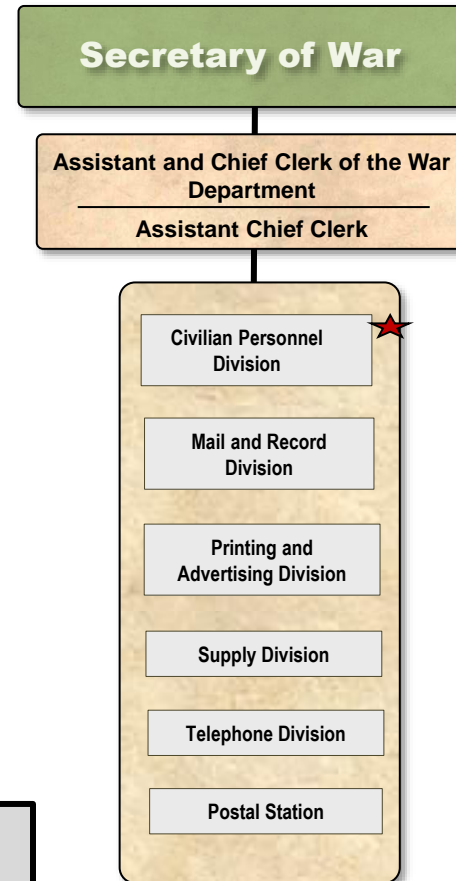 Secretary of War
Assistant and Chief Clerk of the War
Department
Assistant Chief Clerk
Civilian Personnel
Division
Mail and Record
Division
Printing and
Advertising Division
Supply Division
Telephone Division
Postal Station